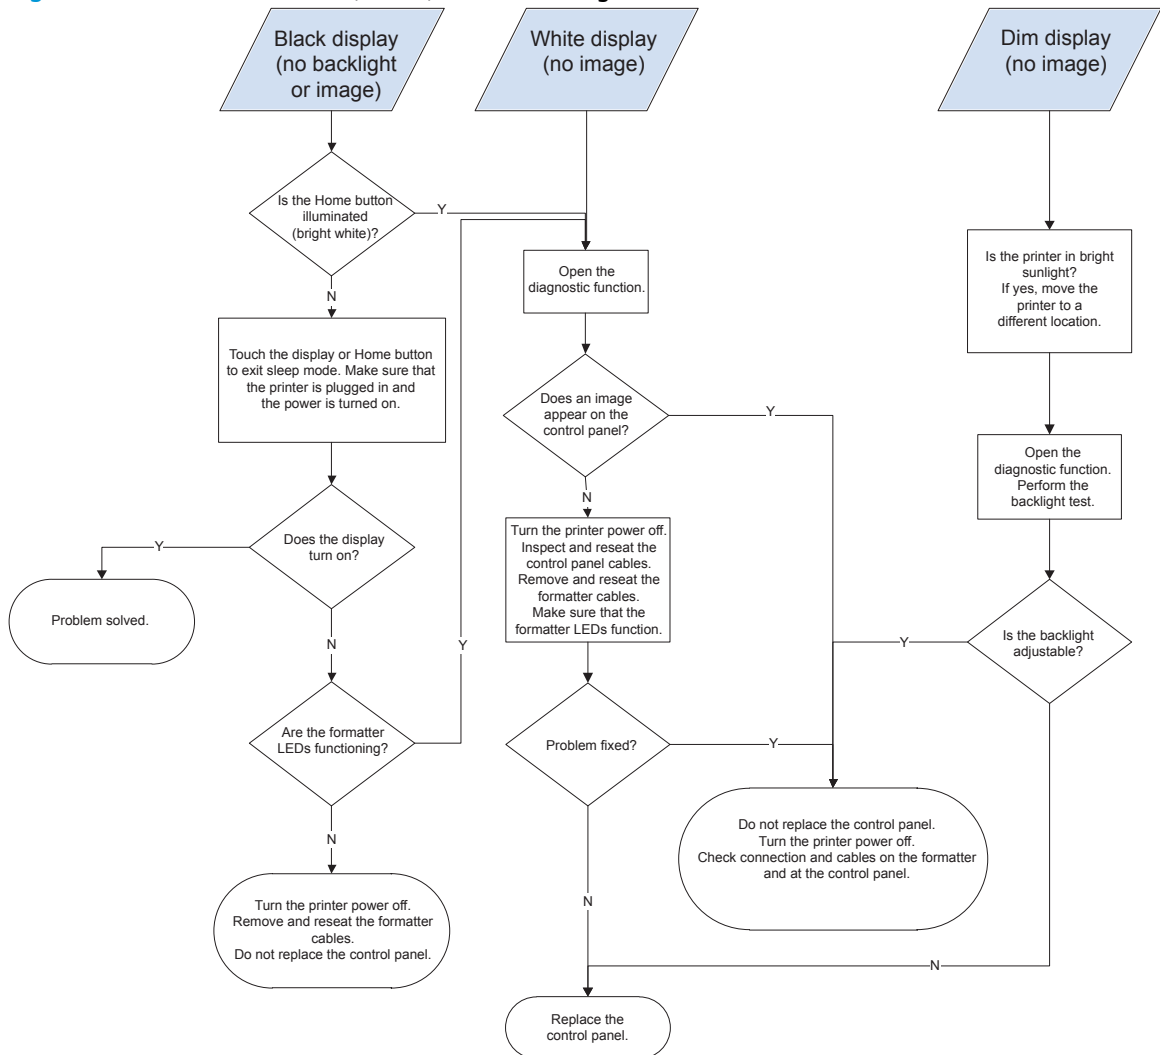 Black display
(no backlight
or image)
White display
(no image)
Dim display
(no image)
Is the Home button
illuminated
(bright white)?
Y
N
Touch the display or Home button
to exit sleep mode. Make sure that
the printer is plugged in and
the power is turned on.
Does the display
turn on?
Y
Problem solved.
N
Are the formatter
LEDs functioning?
Y
N
Turn the printer power off.
Remove and reseat the formatter
cables.
Do not replace the control panel.
Open the
diagnostic function.
Does an image
appear on the
control panel?
Y
N
Turn the printer power off.
Inspect and reseat the
control panel cables.
Remove and reseat the
formatter cables.
Make sure that the
formatter LEDs function.
Problem fixed?
Y
N
Do not replace the control panel.
Turn the printer power off.
Check connection and cables on the formatter
and at the control panel.
Replace the
control panel.
Is the printer in bright
sunlight?
If yes, move the
printer to a
different location.
Open the
diagnostic function.
Perform the
backlight test.
Is the backlight
adjustable?
Y
N